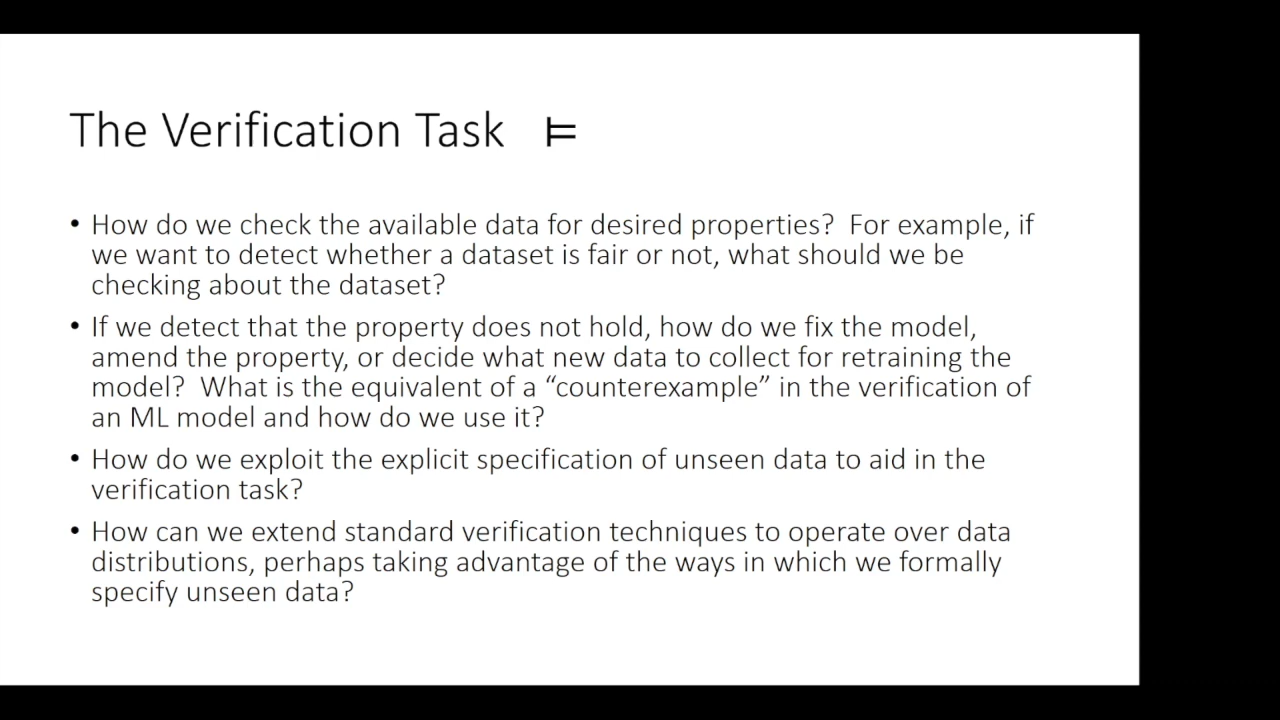 The Verification Task ⊨
• How do we check the available data for desired properties?  For example, if
we want to detect whether a dataset is fair or not, what should we be
checking about the dataset?
• If we detect that the property does not hold, how do we fix the model,
amend the property, or decide what new data to collect for retraining the
model?  What is the equivalent of a “counterexample” in the verification of
an ML model and how do we use it?
• How do we exploit the explicit specification of unseen data to aid in the
verification task?
• How can we extend standard verification techniques to operate over data
distributions, perhaps taking advantage of the ways in which we formally
specify unseen data?